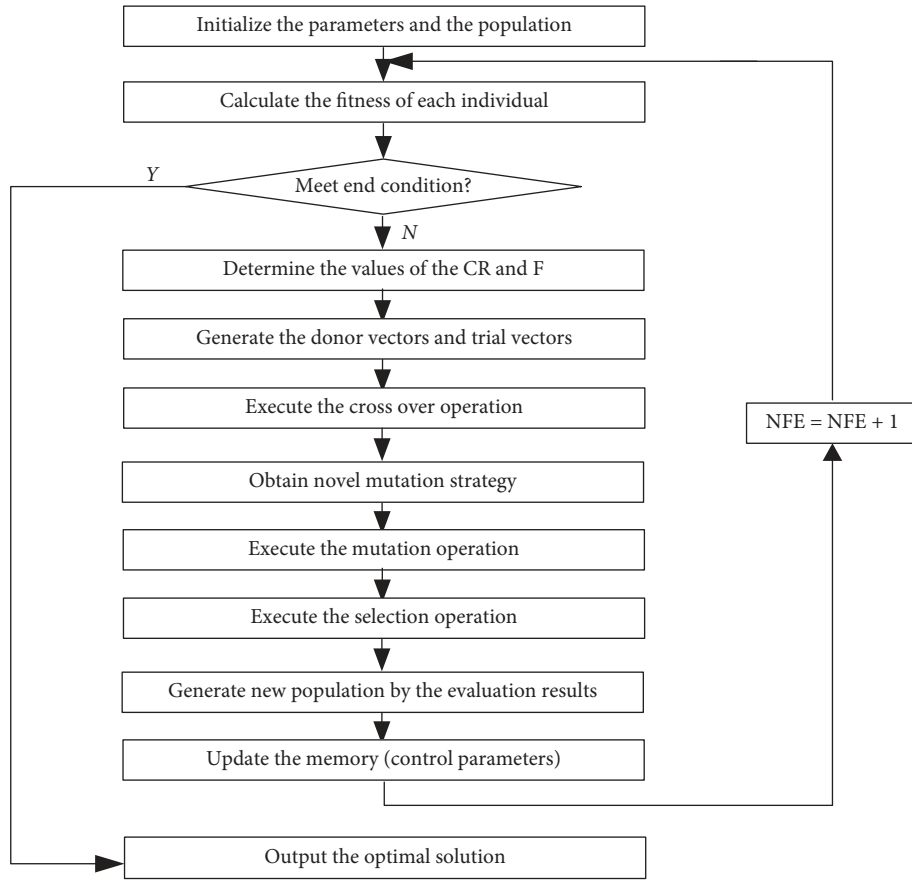 Initialize the parameters and the population
Calculate the fitness of each individual
Y
Meet end condition?
N
Determine the values of the CR and F
Generate the donor vectors and trial vectors
Execute the cross over operation
NFE = NFE + 1
Obtain novel mutation strategy
Execute the mutation operation
Execute the selection operation
Generate new population by the evaluation results
Update the memory (control parameters)
Output the optimal solution